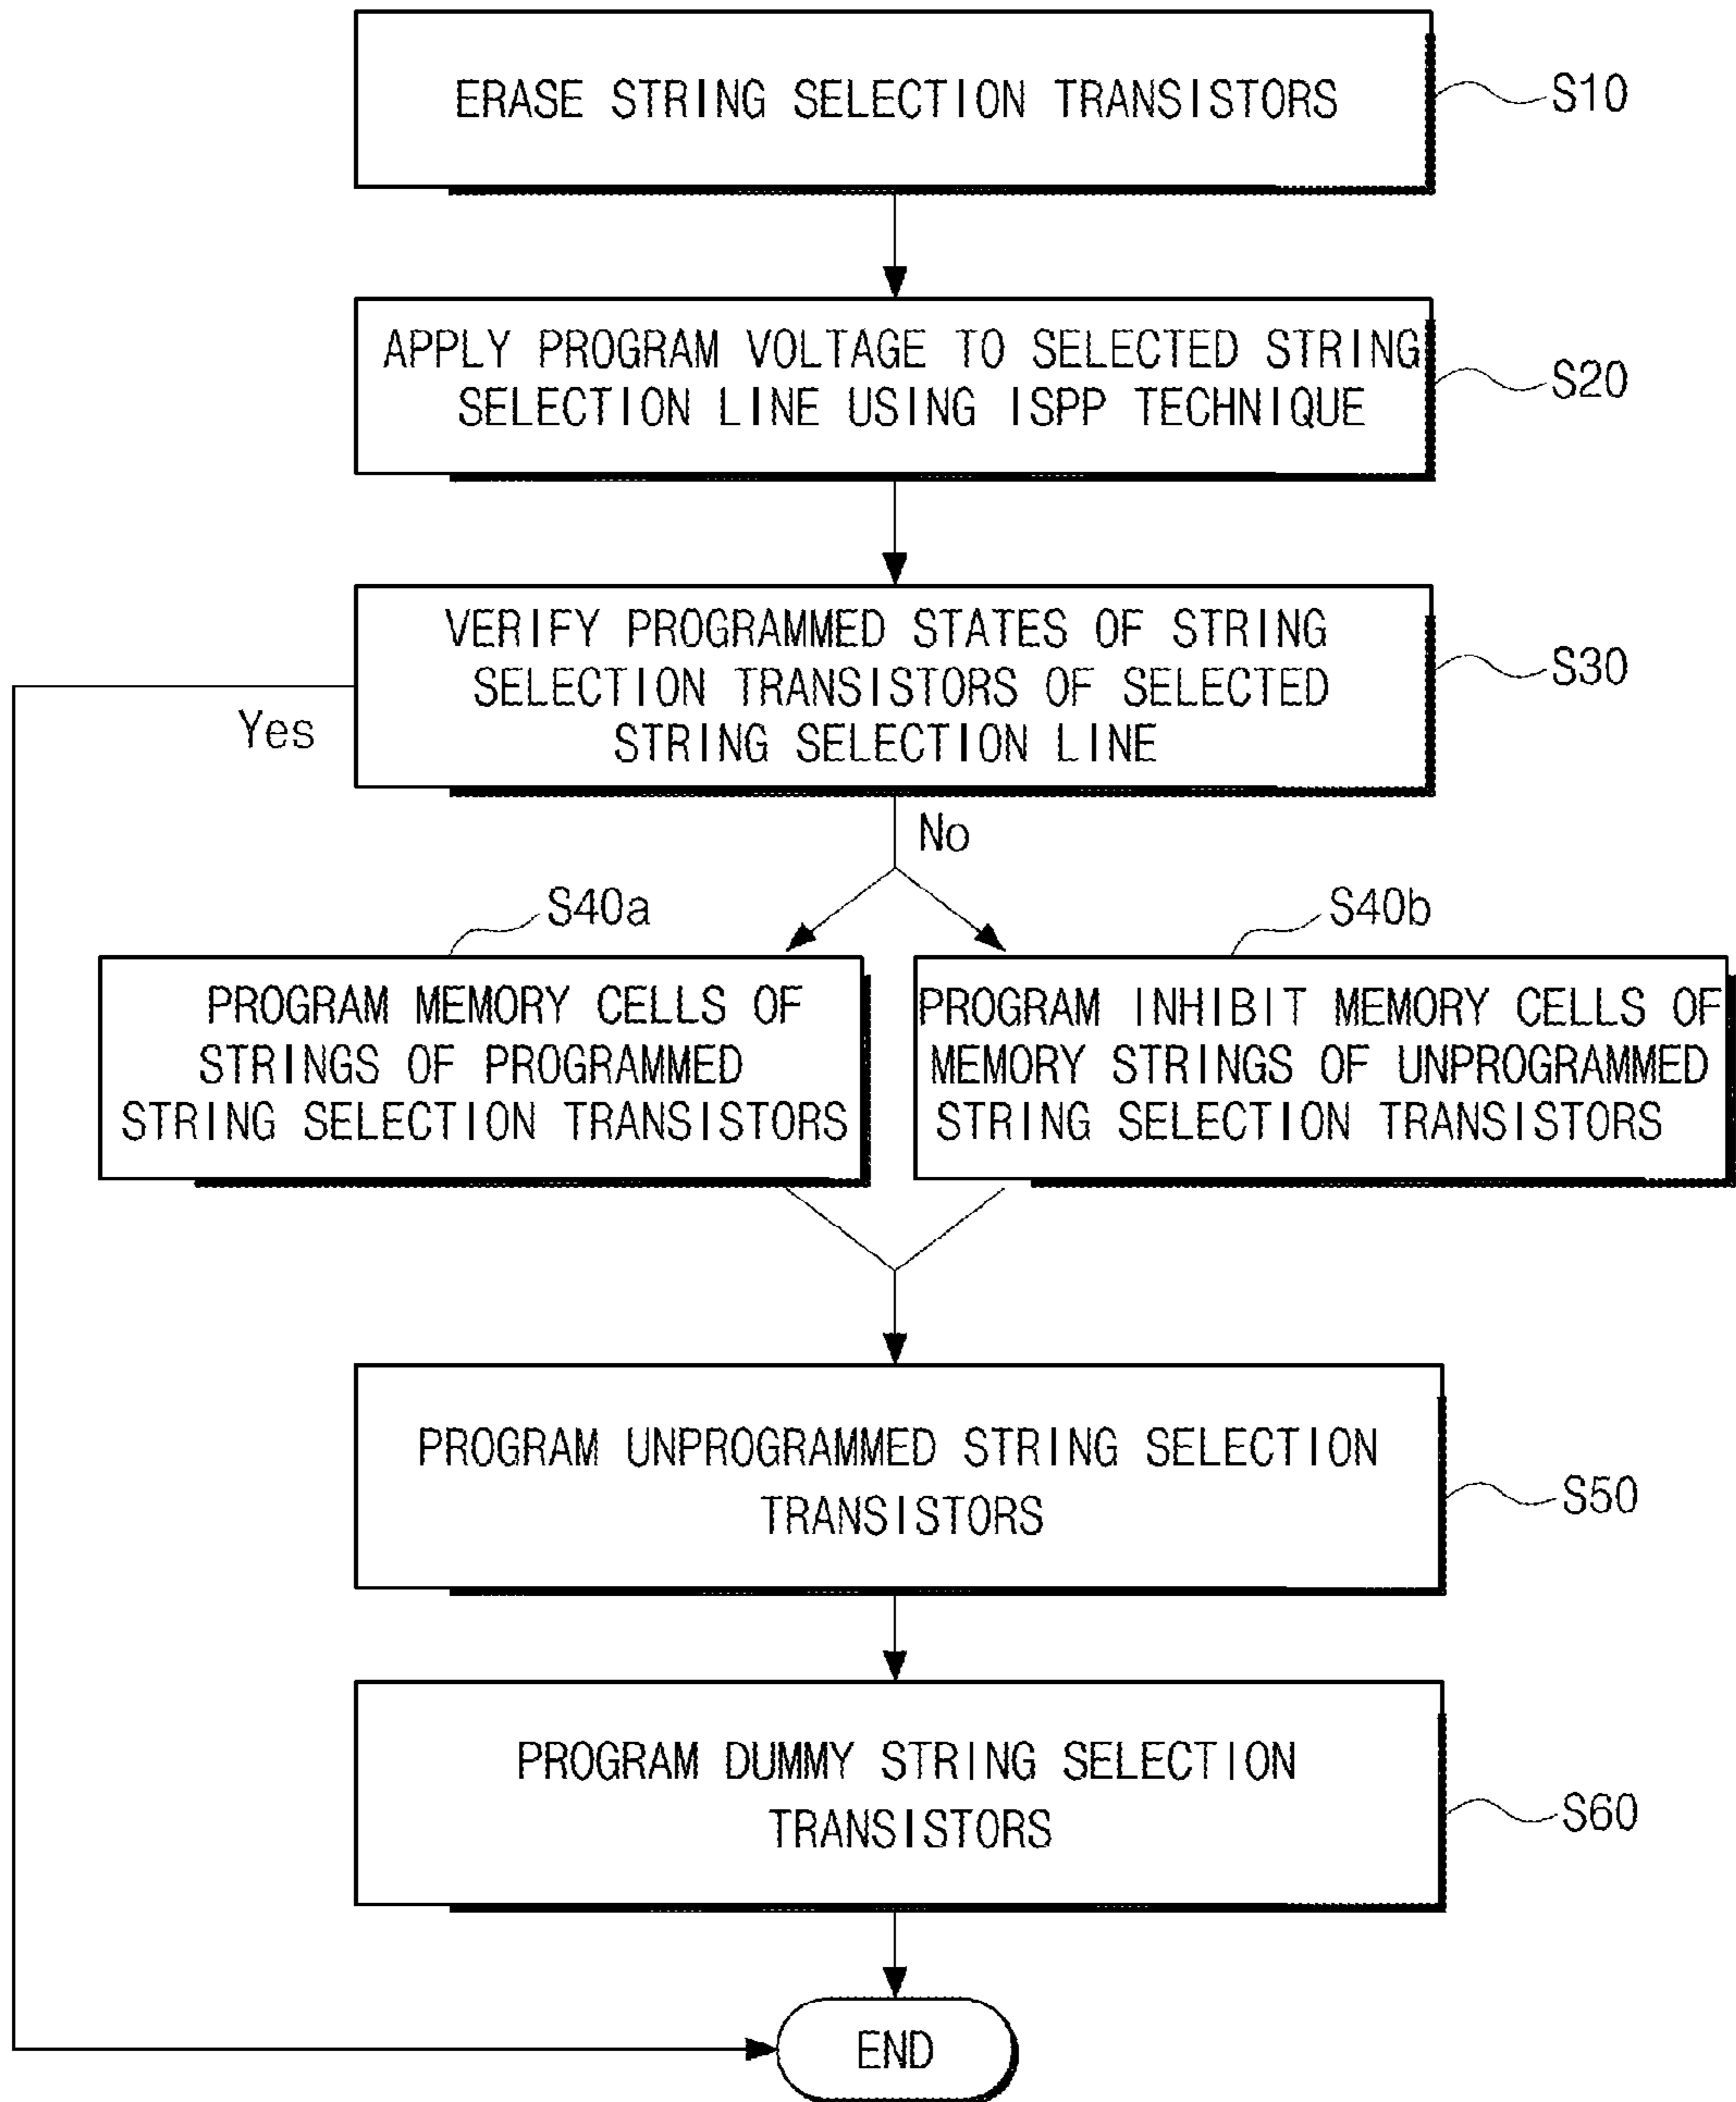 ERASE STRING SELECTION TRANSISTORS
S10
APPLY PROGRAM VOLTAGE TO SELECTED STRING
SELECTION LINE USING ISPP TECHNIQUE
S20
VERIFY PROGRAMMED STATES OF STRING
SELECTION TRANSISTORS OF SELECTED
STRING SELECTION LINE
S30
Yes
No
S40a
S40b
PROGRAM MEMORY CELLS OF
STRINGS OF PROGRAMMED
STRING SELECTION TRANSISTORS
PROGRAM INHIBIT MEMORY CELLS OF
MEMORY STRINGS OF UNPROGRAMMED
STRING SELECTION TRANSISTORS
PROGRAM UNPROGRAMMED STRING SELECTION
TRANSISTORS
S50
PROGRAM DUMMY STRING SELECTION
TRANSISTORS
S60
END